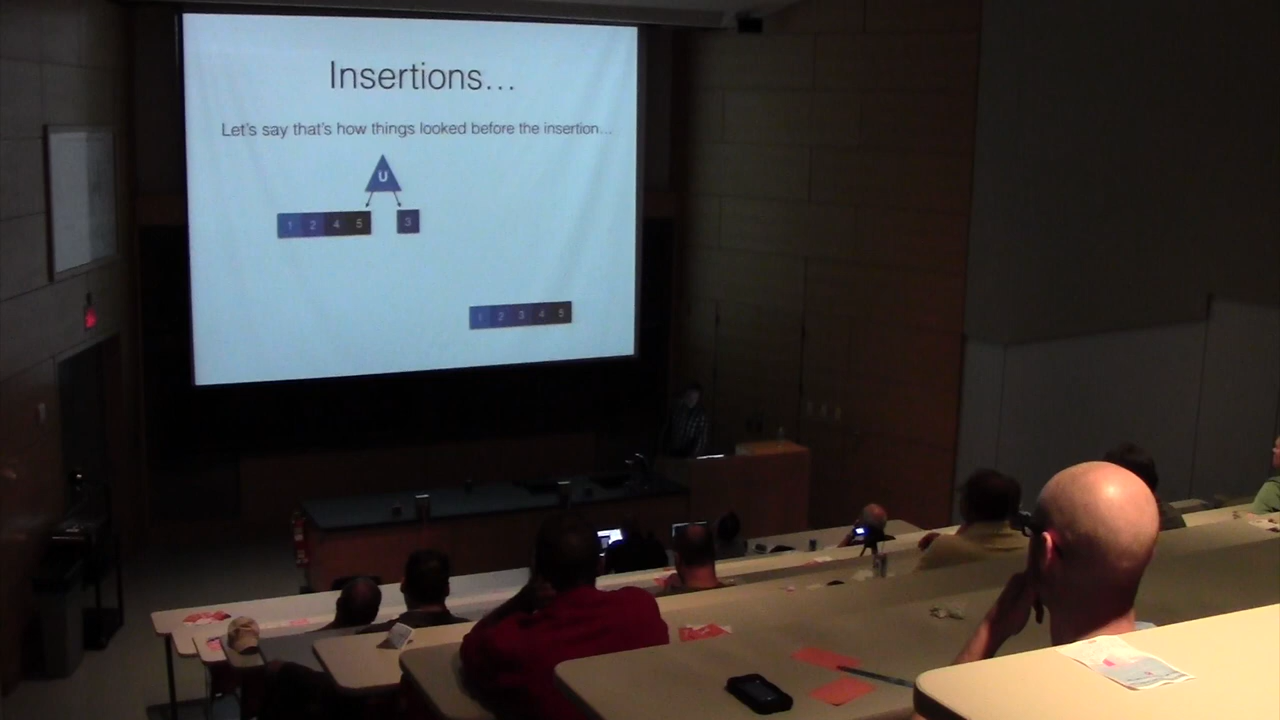 Insertions…
Let's say that's how things looked before the insertion…
U
1 2 4 5 3
1 2 3 4 5